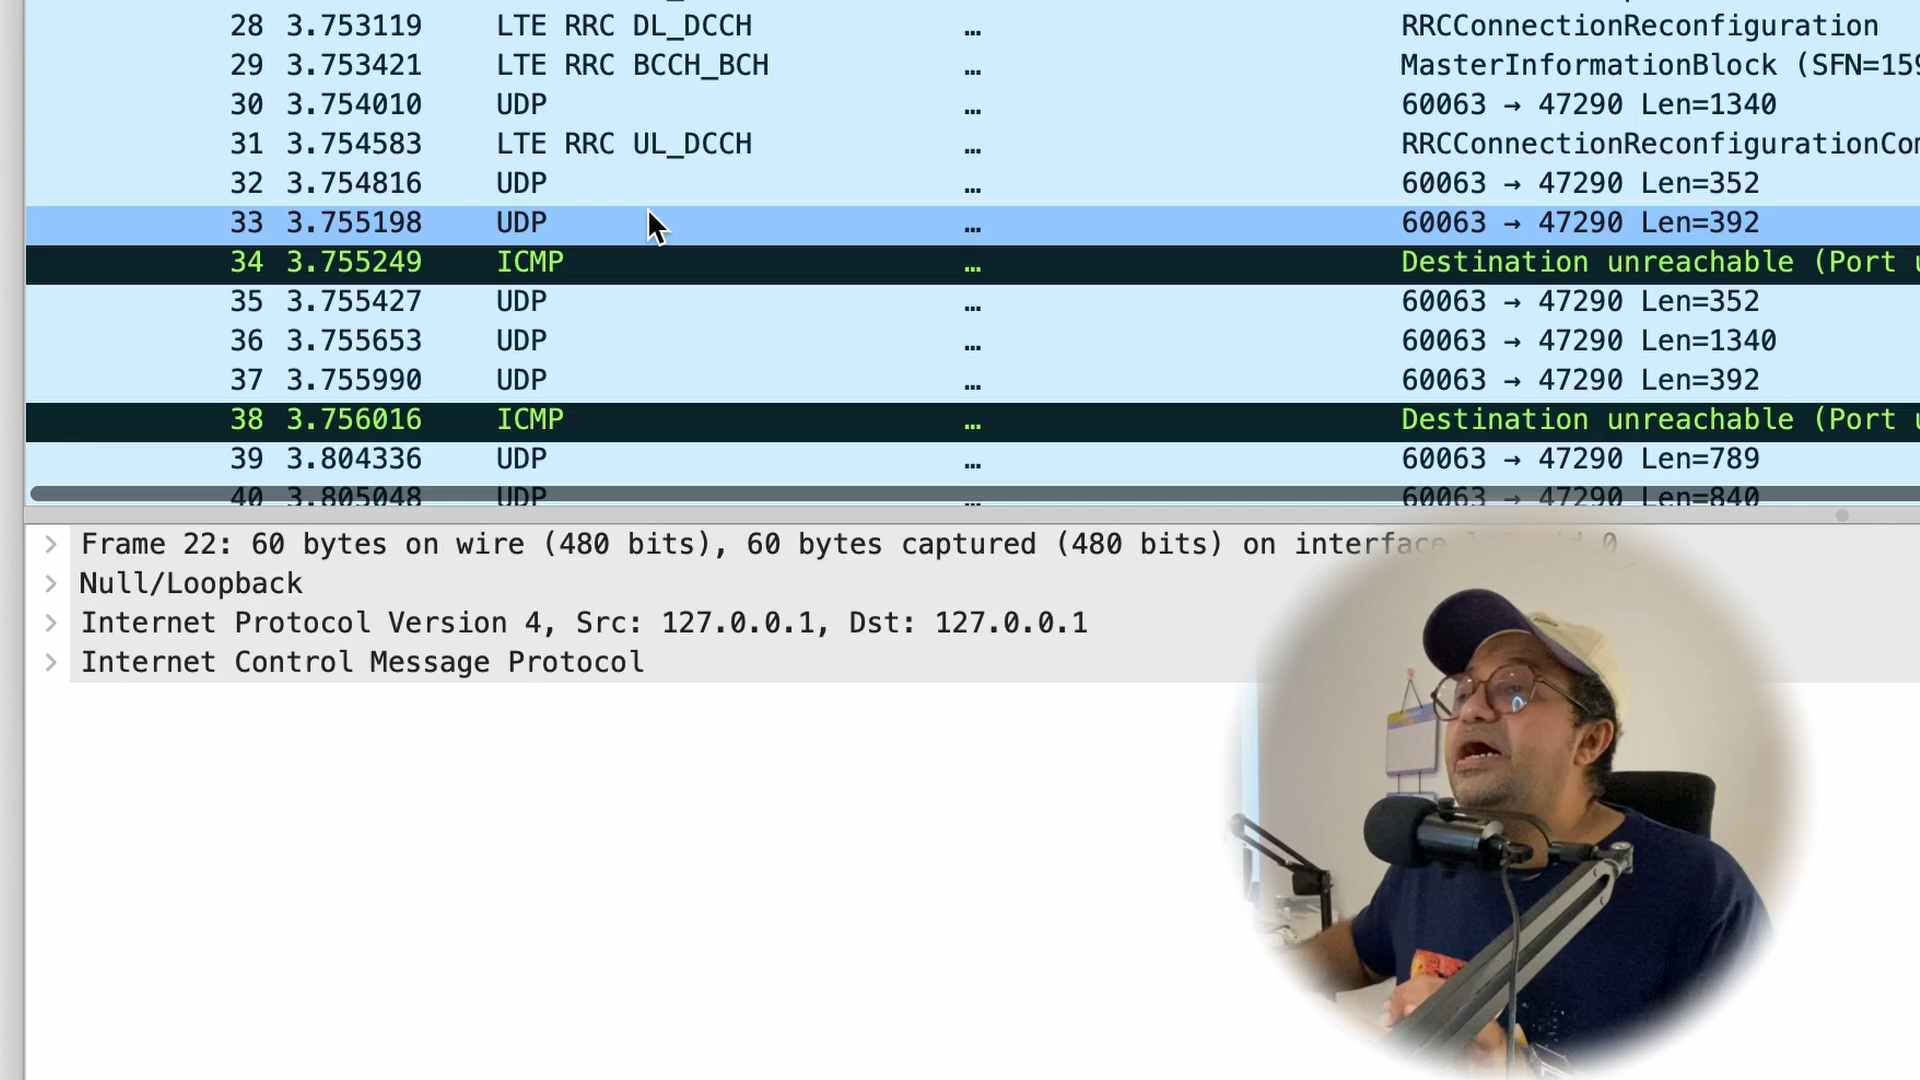 28 3.753119 LTE RRC DL_DCCH … RRCConnectionReconfiguration
29 3.753421 LTE RRC BCCH_BCH … MasterInformationBlock (SFN=159
30 3.754010 UDP … 60063 → 47290 Len=1340
31 3.754583 LTE RRC UL_DCCH … RRCConnectionReconfigurationCom
32 3.754816 UDP … 60063 → 47290 Len=352
33 3.755198 UDP … 60063 → 47290 Len=392
34 3.755249 ICMP … Destination unreachable (Port u
35 3.755427 UDP … 60063 → 47290 Len=352
36 3.755653 UDP … 60063 → 47290 Len=1340
37 3.755990 UDP … 60063 → 47290 Len=392
38 3.756016 ICMP … Destination unreachable (Port u
39 3.804336 UDP … 60063 → 47290 Len=789
40 3.805048 UDP … 60063 → 47290 Len=840
Frame 22: 60 bytes on wire (480 bits), 60 bytes captured (480 bits) on interface
Null/Loopback
Internet Protocol Version 4, Src: 127.0.0.1, Dst: 127.0.0.1
Internet Control Message Protocol